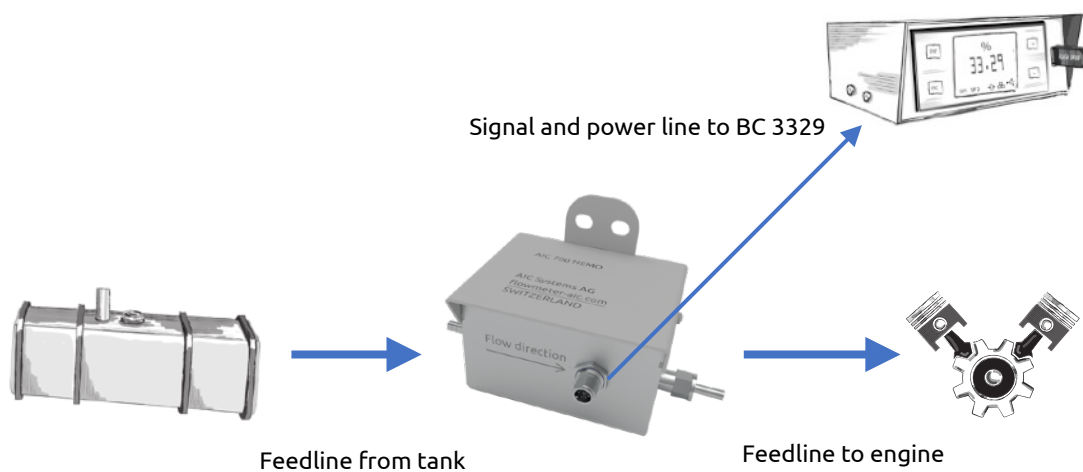 %
33.29
Signal and power line to BC 3329
AIC 700 NEMO
AIC Systems AG
flowmeter-aic.com
SWITZERLAND
Flow direction
Feedline from tank
Feedline to engine